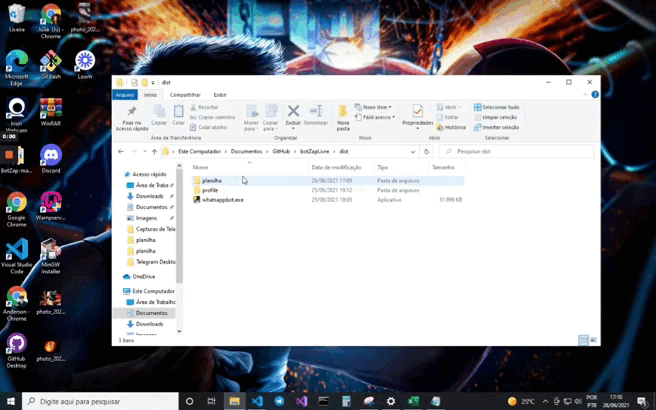 Lixeira
Julia (Ju) - Chrome
photo_202...
Microsoft Edge
Git Bash
Loom
Iriun Webcam
WinRAR
0:00
BotZap-ma...
Discord
Google Chrome
Wampserv...
Visual Studio Code
MinGW Installer
Anderson - Chrome
photo_202...
GitHub Desktop
photo_202...
dist
Arquivo Início Compartilhar Exibir
Fixar no Acesso rápido
Copiar
Colar
Recortar
Copiar caminho
Colar atalho
Mover para
Copiar para
Excluir
Renomear
Nova pasta
Novo item
Fácil acesso
Propriedades
Abrir
Editar
Histórico
Selecionar tudo
Limpar seleção
Inverter seleção
Área de Transferência
Organizar
Novo
Abrir
Selecionar
Este Computador > Documentos > GitHub > botZapLivre > dist
Pesquisar dist
Nome Data de modificação Tipo Tamanho
planilha 26/06/2021 17:09 Pasta de arquivos
profile 25/06/2021 19:12 Pasta de arquivos
whatsappbot.exe 25/06/2021 19:05 Aplicativo 31.999 KB
Acesso rápido
Área de Traba
Downloads
Documentos
Imagens
Capturas de Tela
planilha
planilha
Telegram Deskto
OneDrive
Este Computador
Área de Trabalho
Documentos
Downloads
3 itens
Digite aqui para pesquisar
25°C
POR
PTB
17:10
26/06/2021